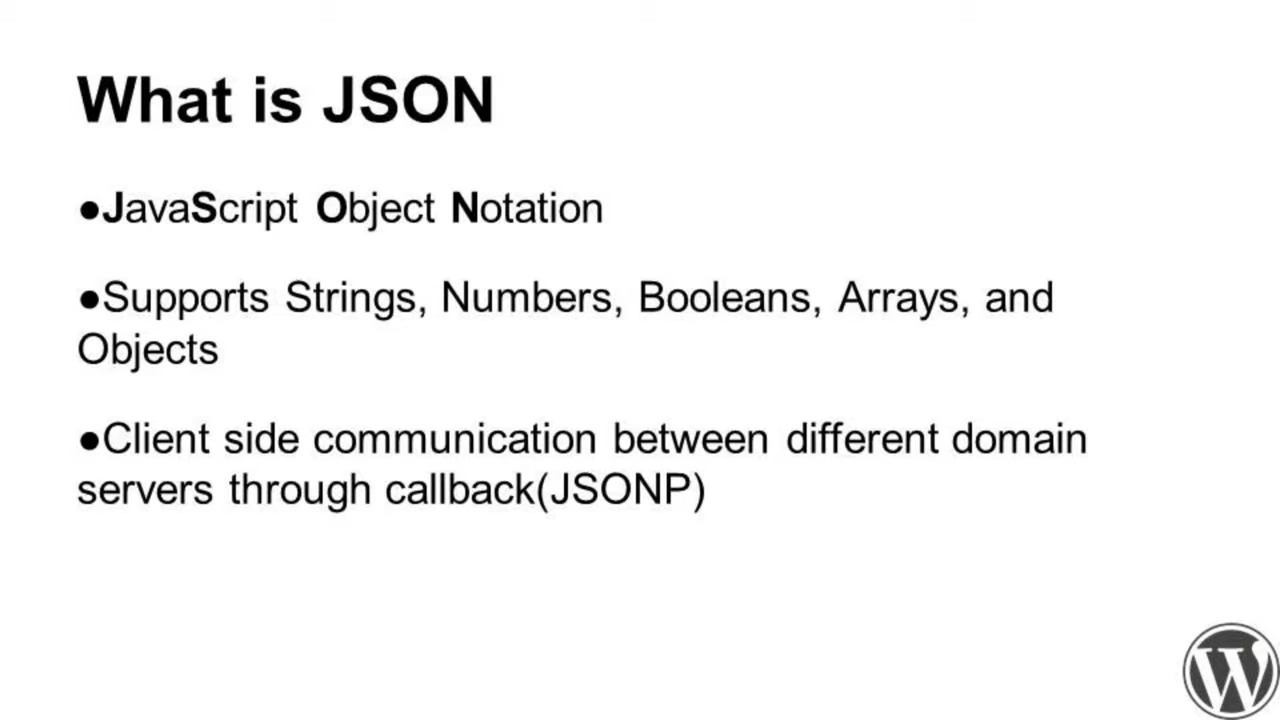 What is JSON
●JavaScript Object Notation
●Supports Strings, Numbers, Booleans, Arrays, and
Objects
●Client side communication between different domain
servers through callback(JSONP)
W